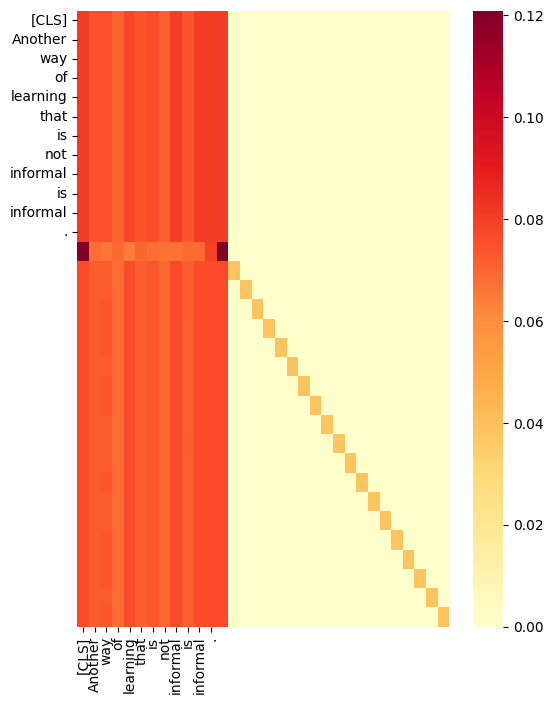 [CLS]
Another
way
of
learning
that
is
not
informal
is
informal
.
0.12
0.10
0.08
0.06
0.04
0.02
0.00
[CLS]
Another
way
of
learning
that
is
not
informal
is
informal
.